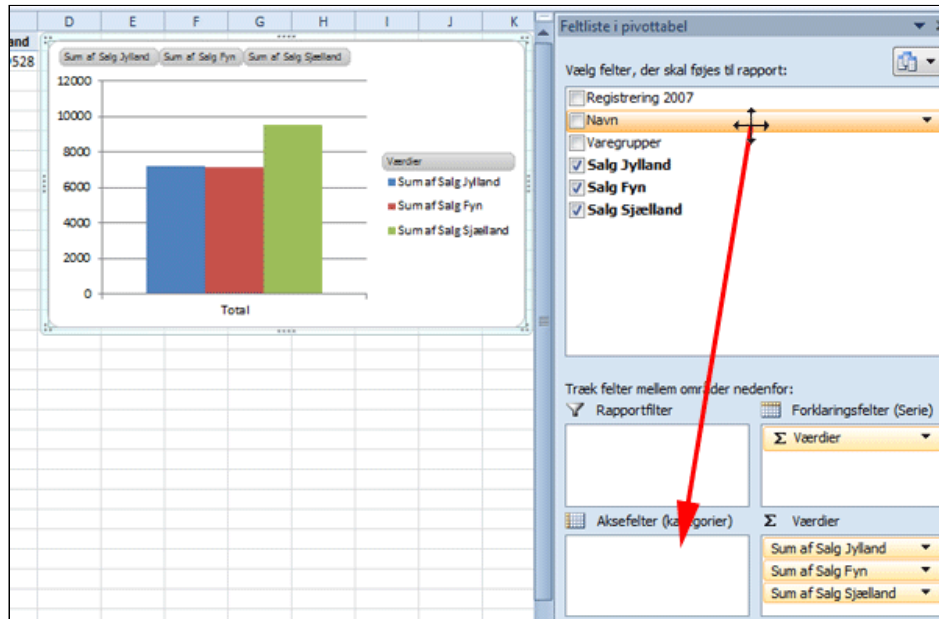 D E F G H I J K
and
9528
Sum af Salg Jylland Sum af Salg Fyn Sum af Salg Sjælland
12000
10000
8000
6000
4000
2000
0
Total
Værdier
Sum af Salg Jylland
Sum af Salg Fyn
Sum af Salg Sjælland
Feltliste i pivottabel
Vælg felter, der skal føjes til rapport:
Registrering 2007
Navn
Varegrupper
Salg Jylland
Salg Fyn
Salg Sjælland
Træk felter mellem områder nedenfor:
Rapportfilter
Forklaringsfelter (Serie)
Σ Værdier
Aksefelter (kategorier)
Σ Værdier
Sum af Salg Jylland
Sum af Salg Fyn
Sum af Salg Sjælland